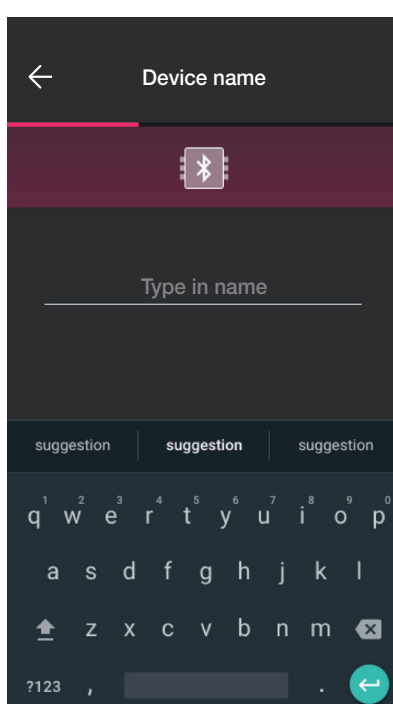 Device name
Type in name
suggestion suggestion suggestion
1 2 3 4 5 6 7 8 9 0
q w e r t y u i o p
a s d f g h j k l
z x c v b n m
?123 , .